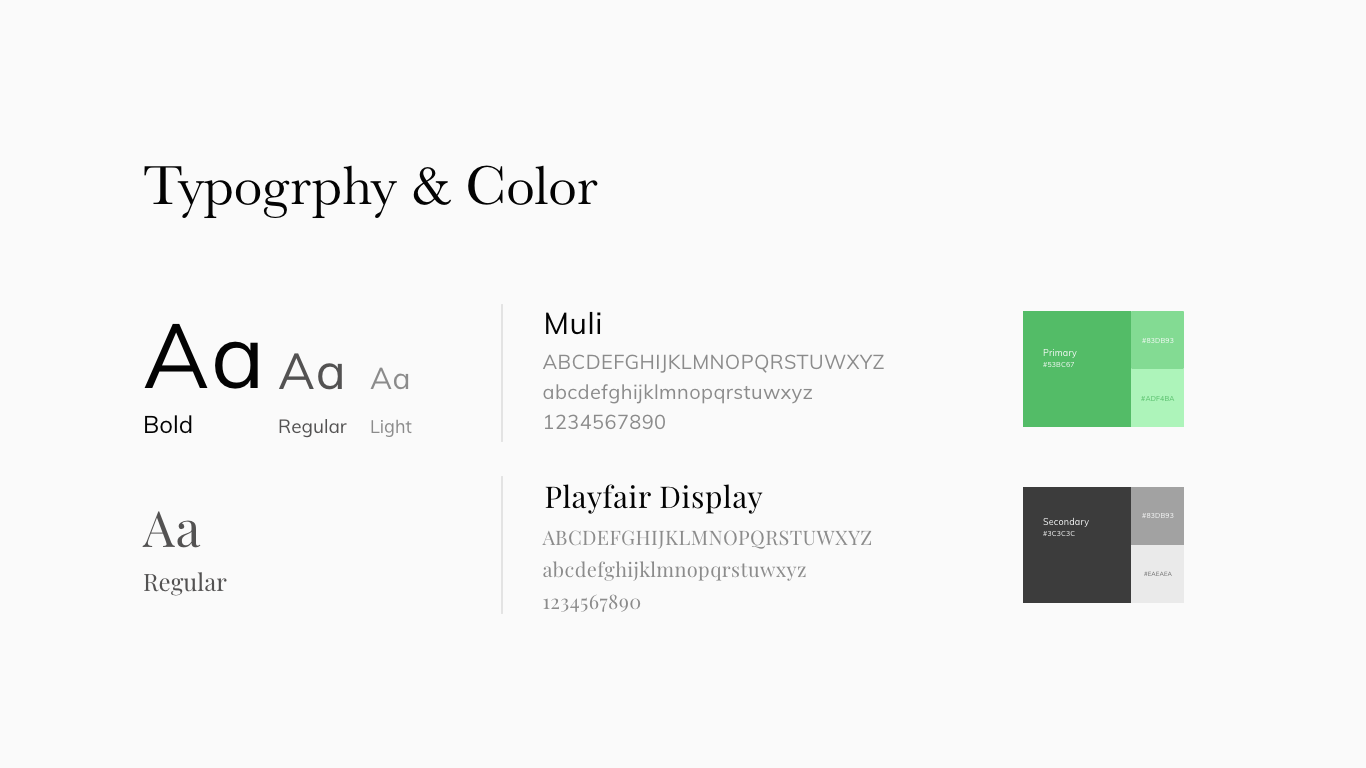 Typogrphy & Color
Aa Aa Aa
Bold Regular Light
Muli
ABCDEFGHIJKLMNOPQRSTUWXYZ
abcdefghijklmnopqrstuwxyz
1234567890
Primary
#53BC67
#83DB93
#ADF4BA
Aa
Regular
Playfair Display
ABCDEFGHIJKLMNOPQRSTUWXYZ
abcdefghijklmnopqrstuwxyz
1234567890
Secondary
#3C3C3C
#83DB93
#EAEAEA